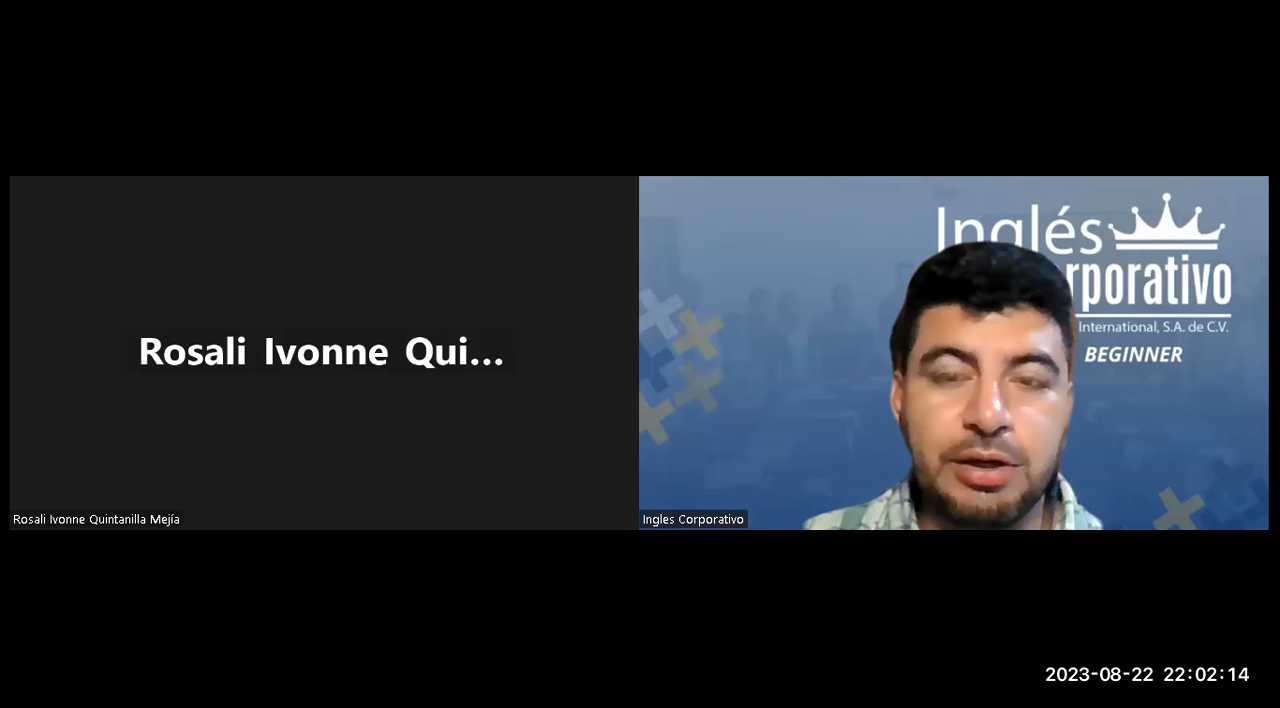 Rosali Ivonne Qui...
Rosali Ivonne Quintanilla Mejía
Inglés
rporativo
International, S.A. de C.V.
BEGINNER
Ingles Corporativo
2023-08-22 22:02:14